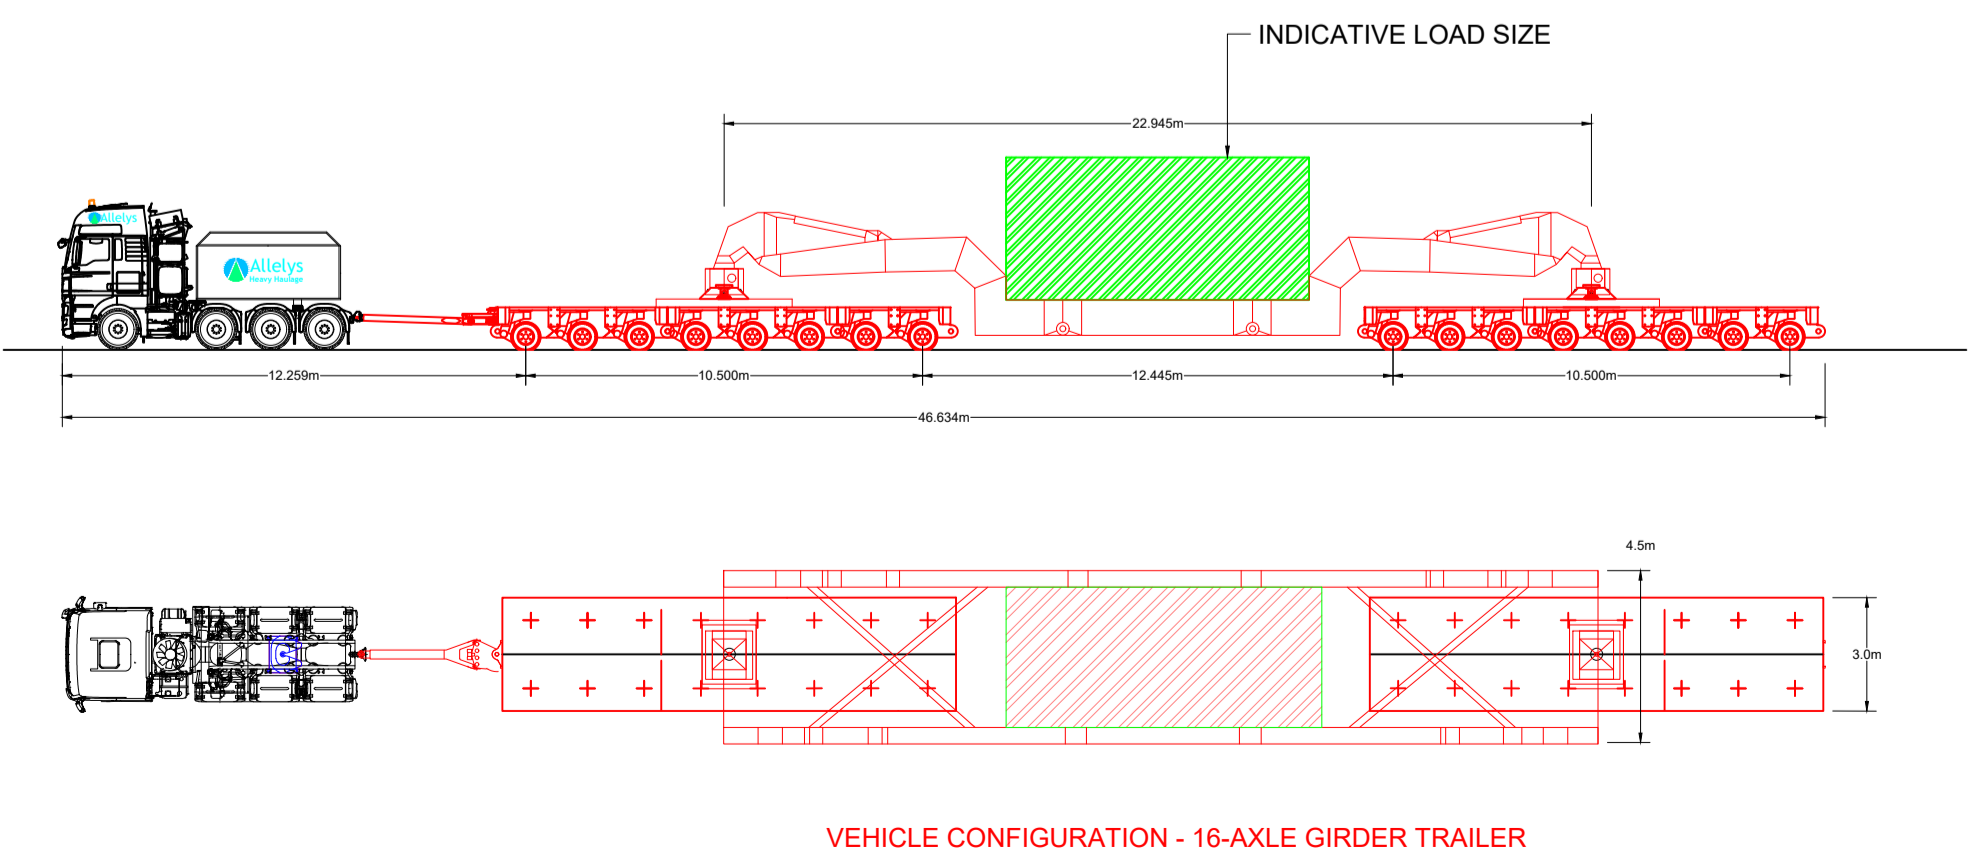 INDICATIVE LOAD SIZE
22.945m
Allelys
Allelys
Heavy Haulage
12.259m
10.500m
12.445m
10.500m
46.634m
4.5m
3.0m
VEHICLE CONFIGURATION - 16-AXLE GIRDER TRAILER